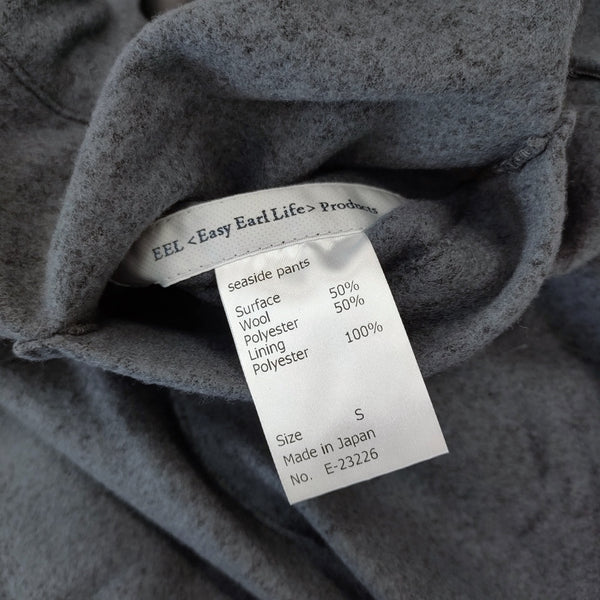 EEL <Easy Earl Life> Products
seaside pants
Surface
Wool 50%
Polyester 50%
Lining
Polyester 100%
Size S
Made in Japan
No. E-23226